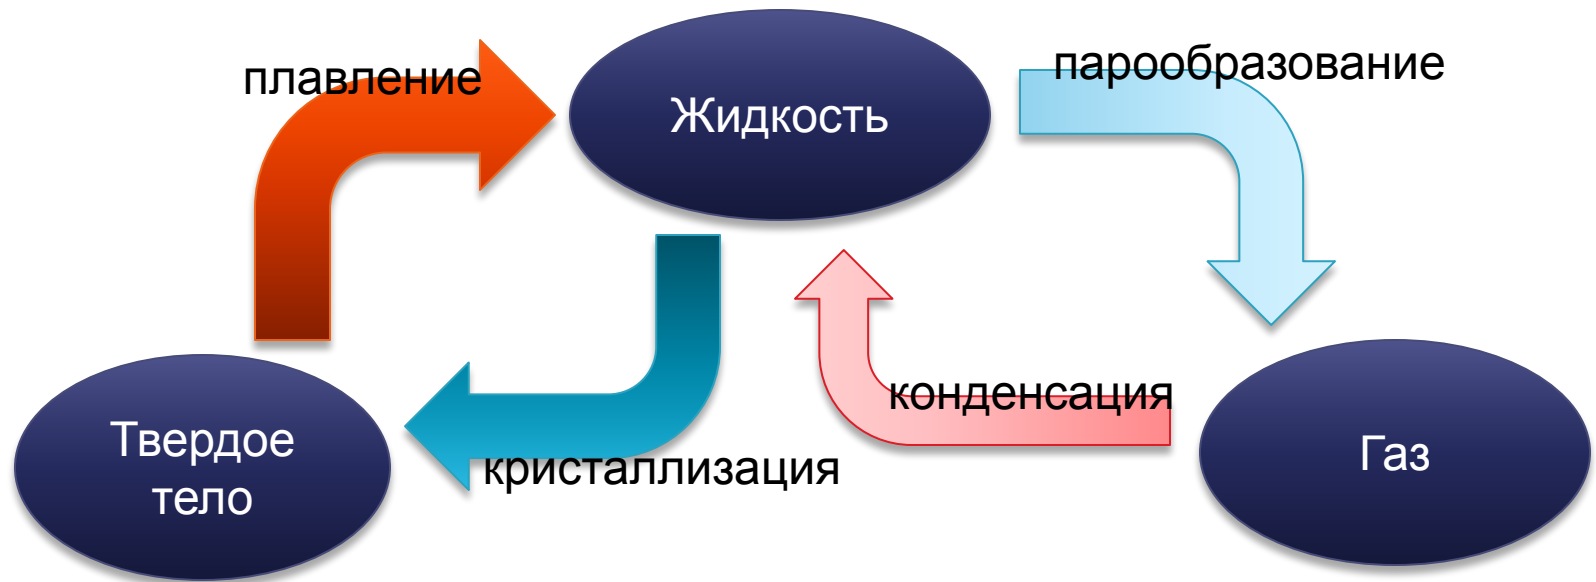 плавление
Жидкость
парообразование
конденсация
Твердое
тело
кристаллизация
Газ